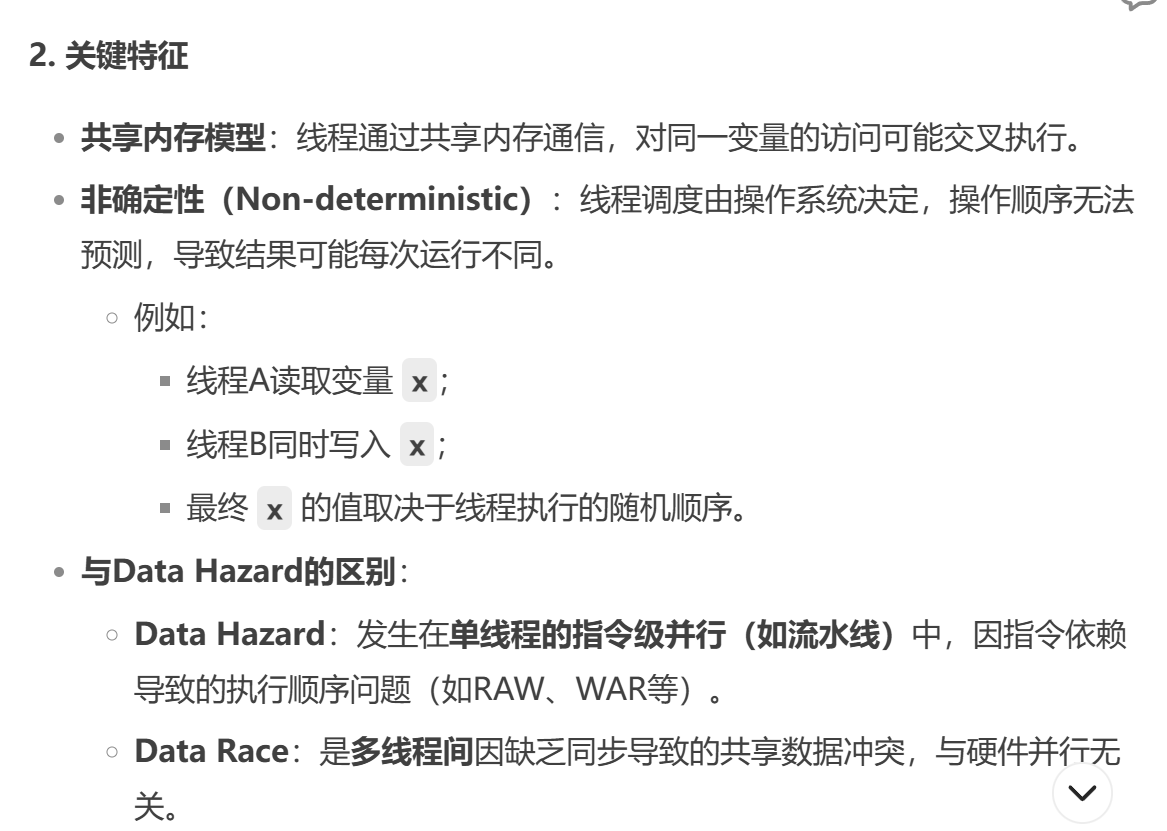 2. 关键特征
共享内存模型：线程通过共享内存通信，对同一变量的访问可能交叉执行。
非确定性（Non-deterministic）：线程调度由操作系统决定，操作顺序无法
预测，导致结果可能每次运行不同。
例如：
线程A读取变量 x；
线程B同时写入 x；
最终 x 的值取决于线程执行的随机顺序。
与Data Hazard的区别：
Data Hazard：发生在单线程的指令级并行（如流水线）中，因指令依赖
导致的执行顺序问题（如RAW、WAR等）。
Data Race：是多线程间因缺乏同步导致的共享数据冲突，与硬件并行无
关。